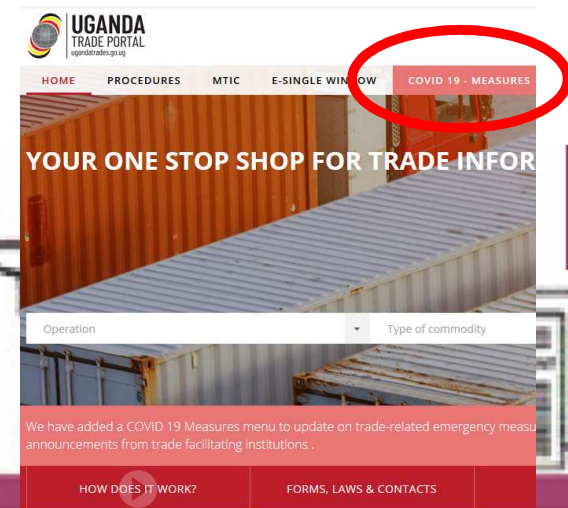 UGANDA
TRADE PORTAL
ugandatrades.go.ug
HOME PROCEDURES MTIC E-SINGLE WINDOW COVID 19 - MEASURES
YOUR ONE STOP SHOP FOR TRADE INFOR
Operation Type of commodity
We have added a COVID 19 Measures menu to update on trade-related emergency measu
announcements from trade facilitating institutions .
HOW DOES IT WORK? FORMS, LAWS & CONTACTS